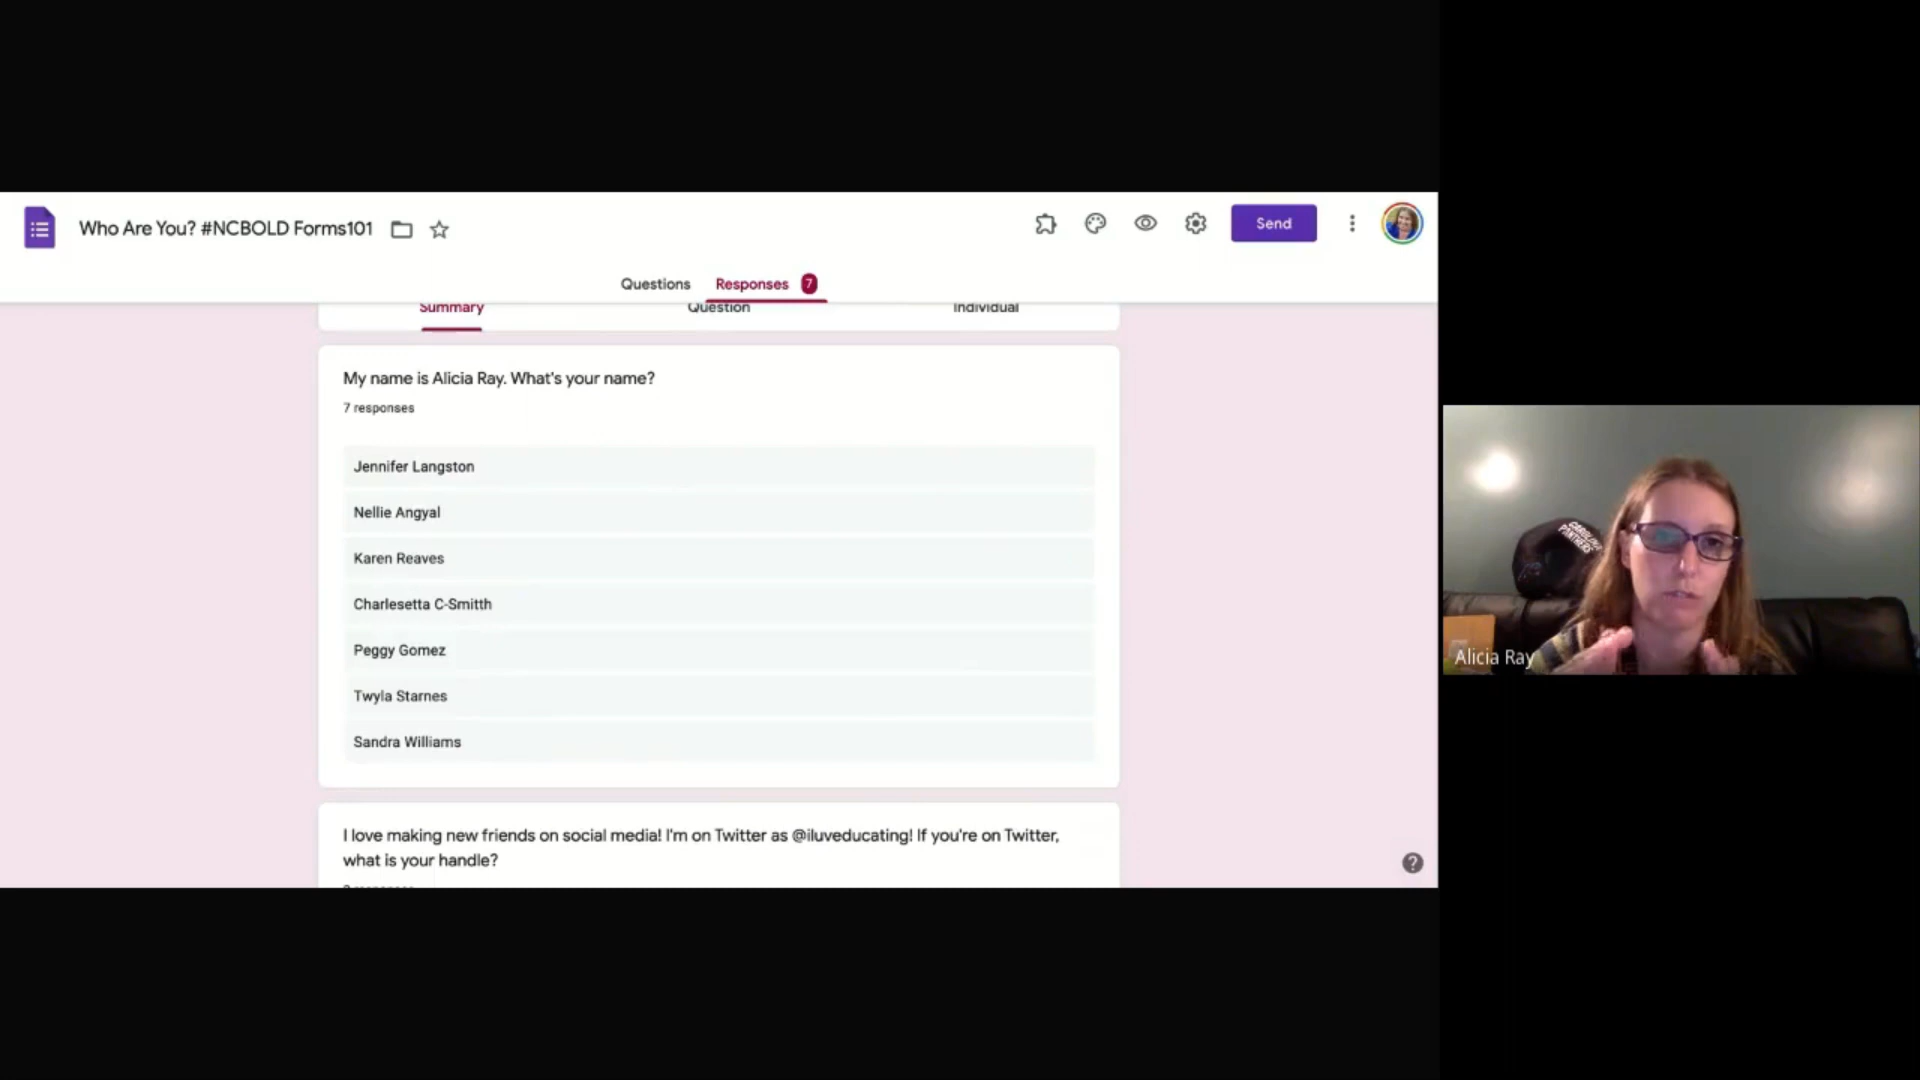 Who Are You? #NCBOLD Forms101
Send
Questions
Responses 7
Summary
Question
Individual
My name is Alicia Ray. What's your name?
7 responses
Jennifer Langston
Nellie Angyal
Karen Reaves
Charlesetta C-Smitth
Peggy Gomez
Twyla Starnes
Sandra Williams
I love making new friends on social media! I'm on Twitter as @iluveducating! If you're on Twitter,
what is your handle?
CAROLINA
PANTHERS
Alicia Ray